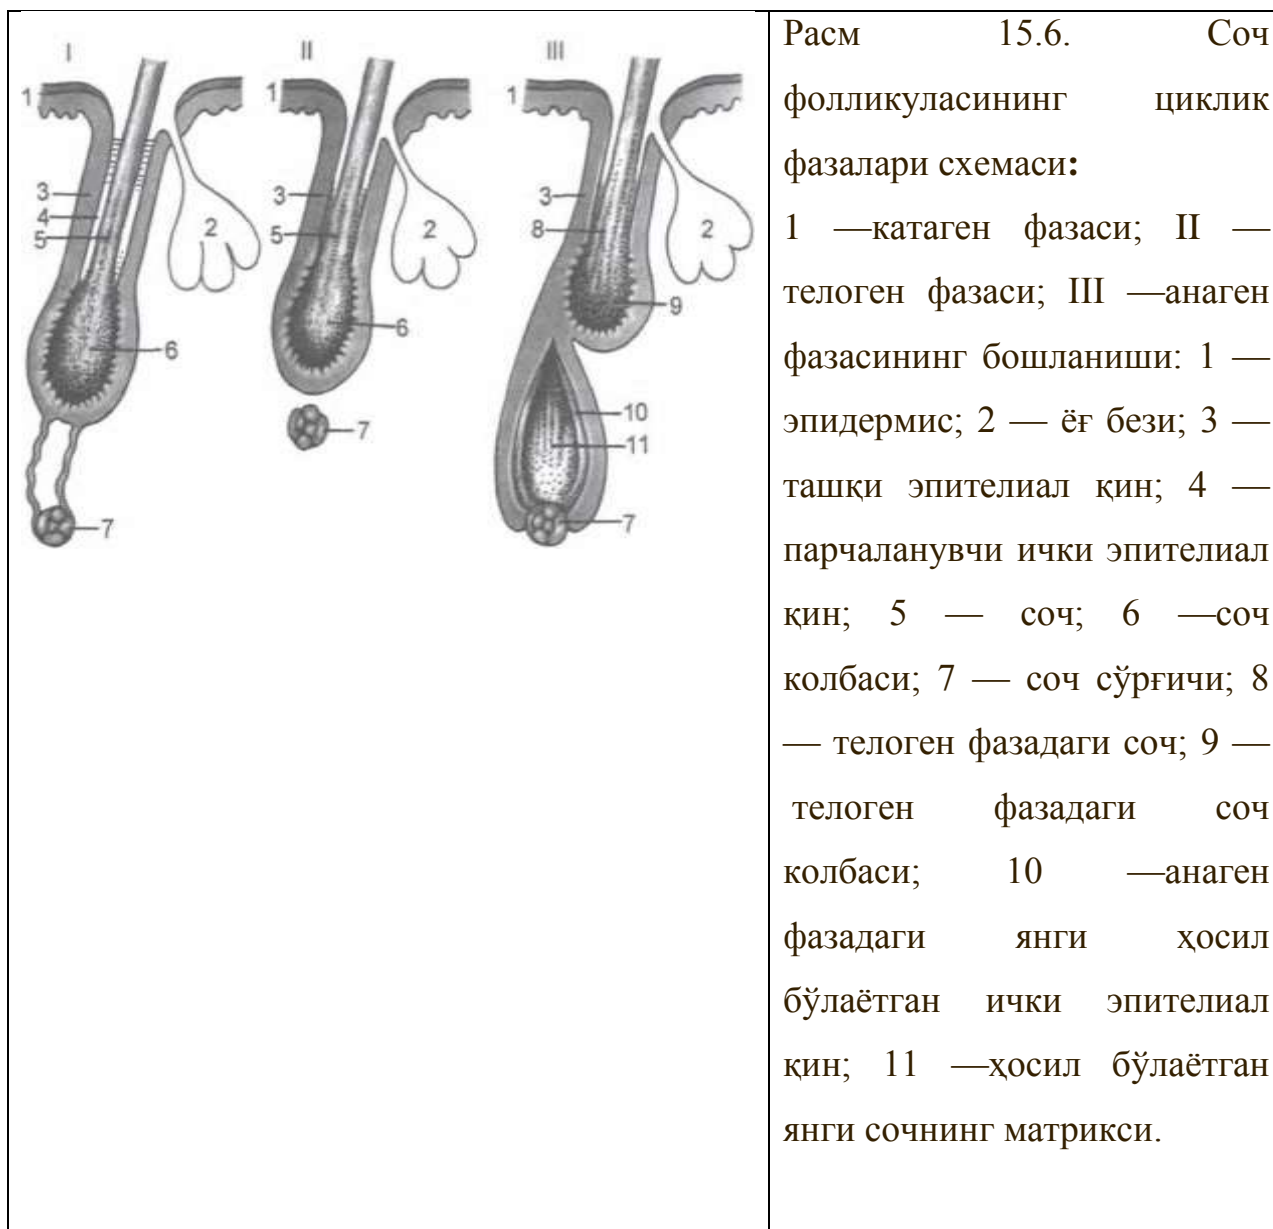 I II III
1 1 1
3 3 3
4 2 5 2 8 2
5
6 6 9
7 7 10
11
7
Расм 15.6. Соч
фолликуласининг циклик
фазалари схемаси:
1 —катаген фазаси; II —
телоген фазаси; III —анаген
фазасининг бошланиши: 1 —
эпидермис; 2 — ёғ бези; 3 —
ташқи эпителиал қин; 4 —
парчаланувчи ички эпителиал
қин; 5 — соч; 6 —соч
колбаси; 7 — соч сўрғичи; 8
— телоген фазадаги соч; 9 —
телоген фазадаги соч
колбаси; 10 —анаген
фазадаги янги ҳосил
бўлаётган ички эпителиал
қин; 11 —ҳосил бўлаётган
янги сочнинг матрикси.